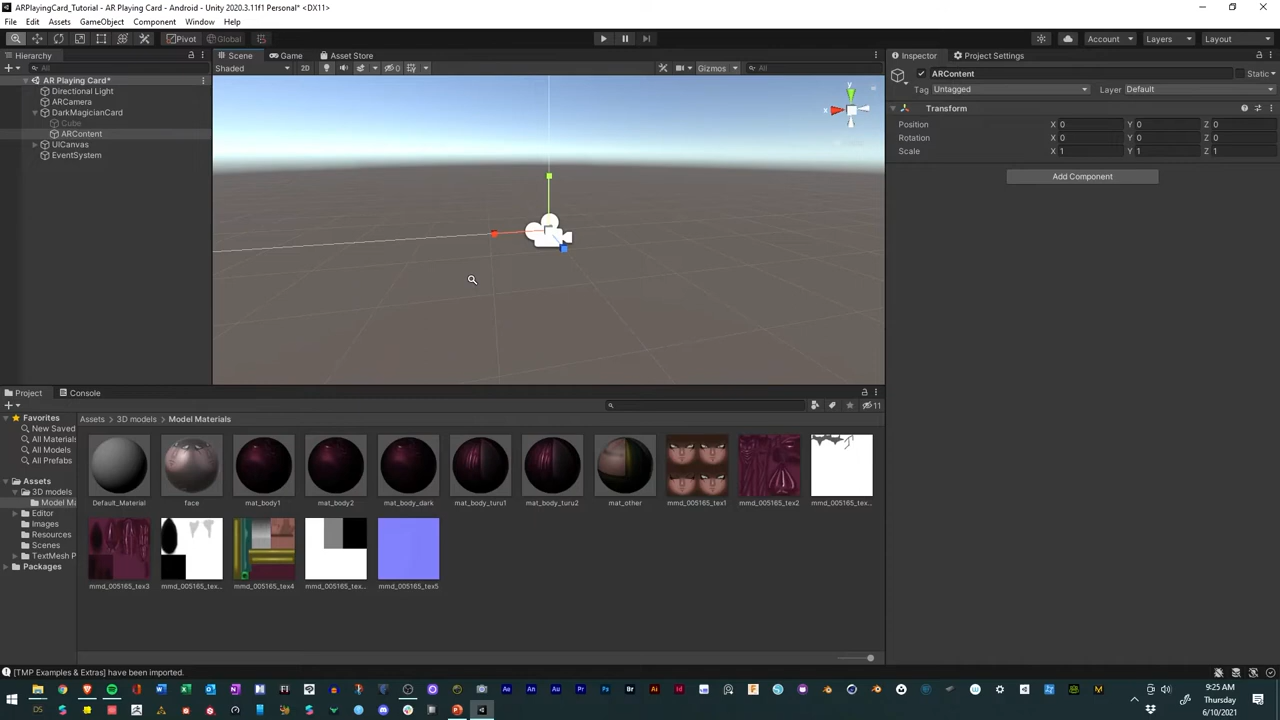 ARPlayingCard_Tutorial - AR Playing Card - Android - Unity 2020.3.11f1 Personal* <DX11>
File Edit Assets GameObject Component Window Help
Pivot Global Account Layers Layout
Hierarchy Scene Game Asset Store Inspector Project Settings
All Shaded 2D 0 Gizmos All
AR Playing Card*
Directional Light
ARCamera
DarkMagicianCard
Cube
ARContent
UICanvas
EventSystem
y
x
ARContent Static
Tag Untagged Layer Default
Transform
Position X 0 Y 0 Z 0
Rotation X 0 Y 0 Z 0
Scale X 1 Y 1 Z 1
Add Component
Project Console
11
Favorites
New Saved
All Materials
All Models
All Prefabs
Assets
3D models
Model Ma
Editor
Images
Resources
Scenes
TextMesh P
Packages
Assets 3D models Model Materials
Default_Material face mat_body1 mat_body2 mat_body_dark mat_body_turu1 mat_body_turu2 mat_other mmd_005165_tex1 mmd_005165_tex2 mmd_005165_tex...
mmd_005165_tex3 mmd_005165_tex... mmd_005165_tex4 mmd_005165_tex... mmd_005165_tex5
[TMP Examples & Extras] have been imported.
9:25 AM
Thursday
6/10/2021